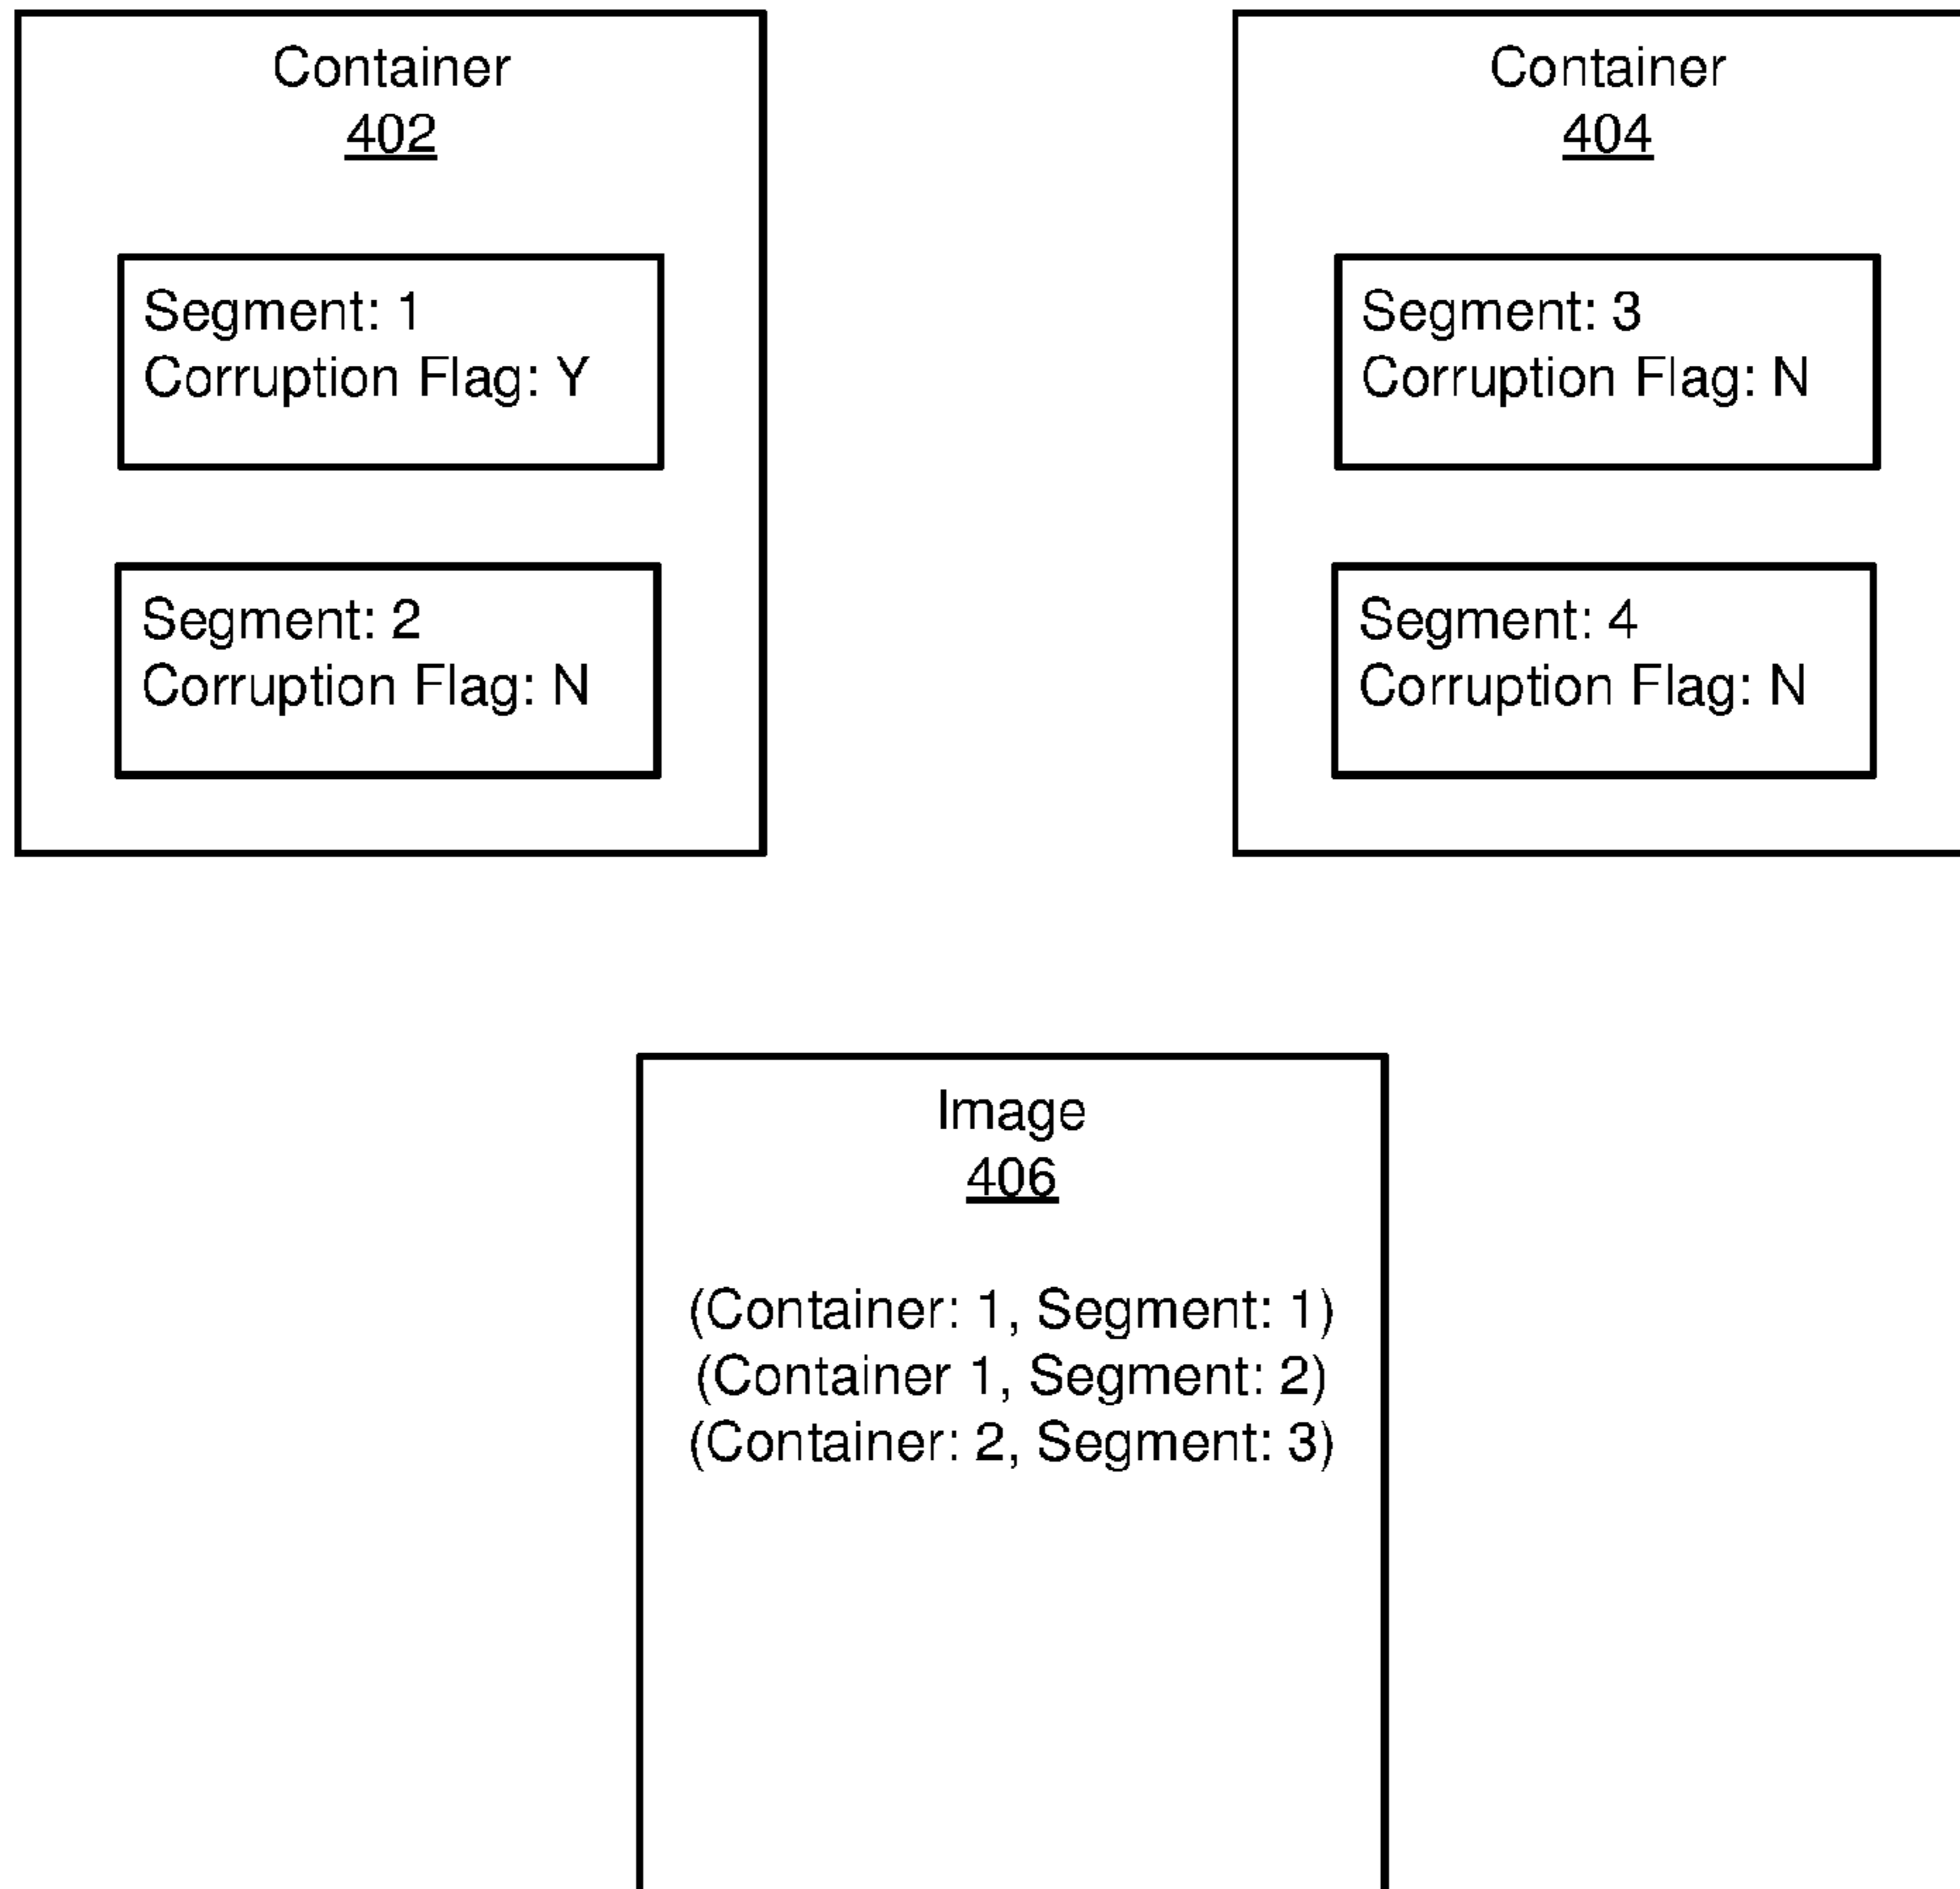 Container
402
Segment: 1
Corruption Flag: Y
Segment: 2
Corruption Flag: N
Container
404
Segment: 3
Corruption Flag: N
Segment: 4
Corruption Flag: N
Image
406
(Container: 1, Segment: 1)
(Container 1, Segment: 2)
(Container: 2, Segment: 3)